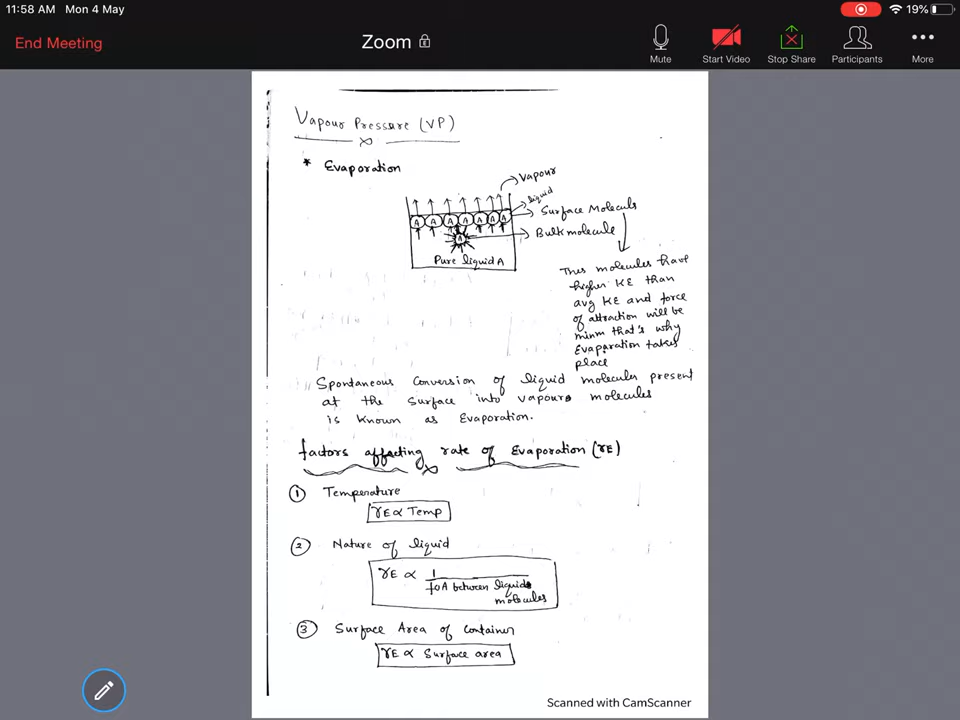 11:58 AM Mon 4 May
19%
End Meeting
Zoom
Mute
Start Video
Stop Share
Participants
More
Vapour Pressure (VP)
* Evaporation
Vapour
liquid
Surface Moleculs
Bulk molecule
A A A A A A A
A
Pure liquid A
Thes molecules have
higher KE than
avg KE and force
of attraction will be
minm that's why
Evaporation takes
place
Spontaneous Conversion of liquid molecules present
at the Surface into vapours molecules
is known as Evaporation.
factors affecting rate of Evaporation (rE)
① Temperature
rE ∝ Temp
② Nature of liquid
rE ∝ 1
foA between liquid
molecules
③ Surface Area of Container
rE ∝ Surface area
Scanned with CamScanner